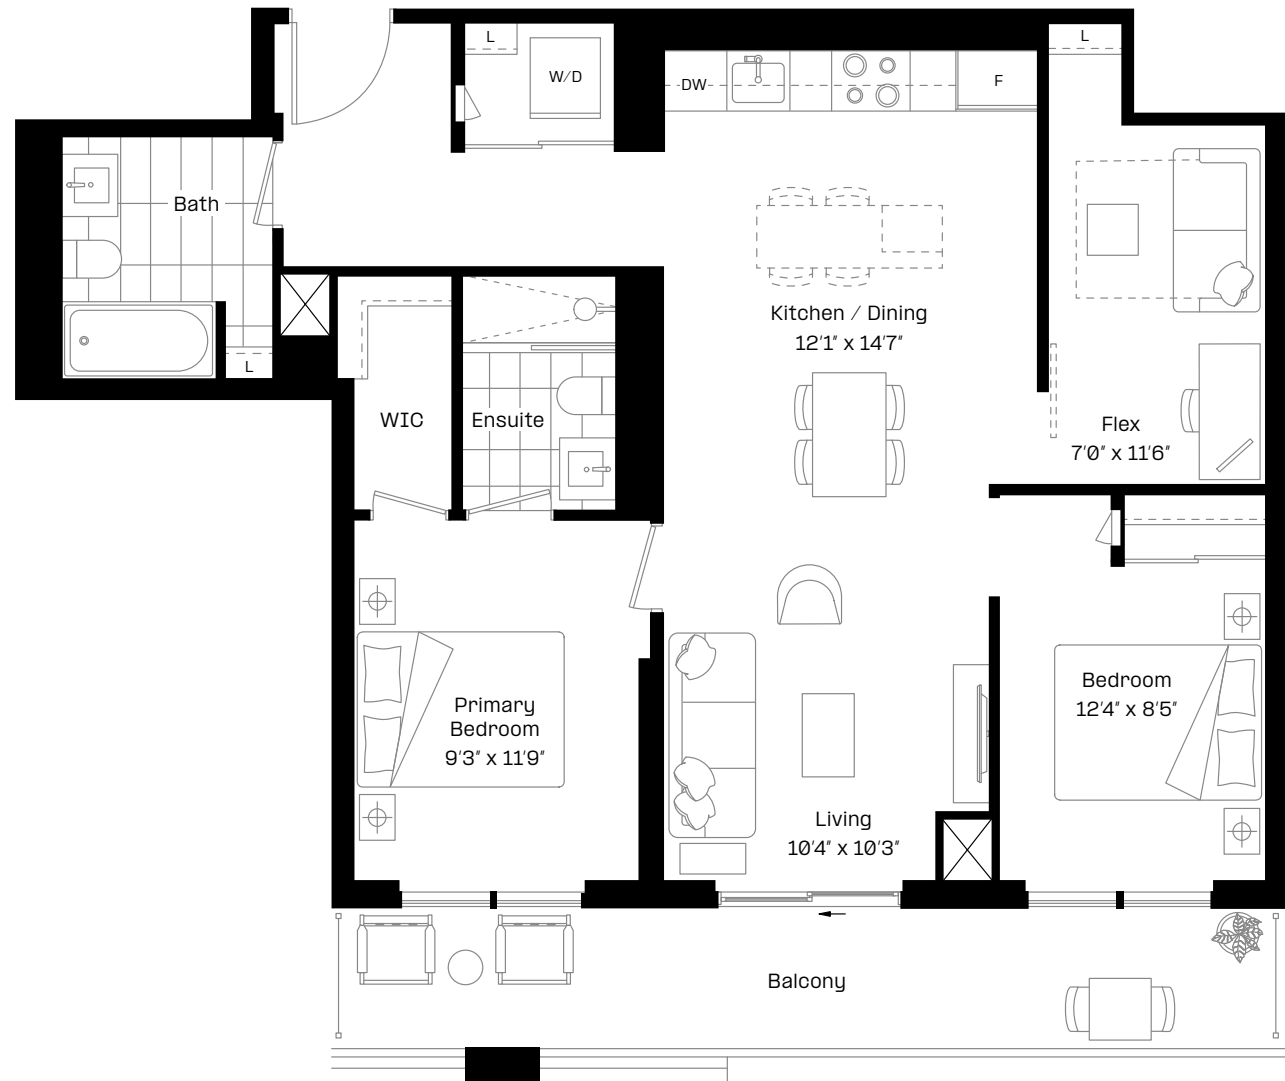 L
W/D
DW
F
L
Bath
Kitchen / Dining
12'1" x 14'7"
L
WIC
Ensuite
Flex
7'0" x 11'6"
Primary
Bedroom
9'3" x 11'9"
Bedroom
12'4" x 8'5"
Living
10'4" x 10'3"
Balcony